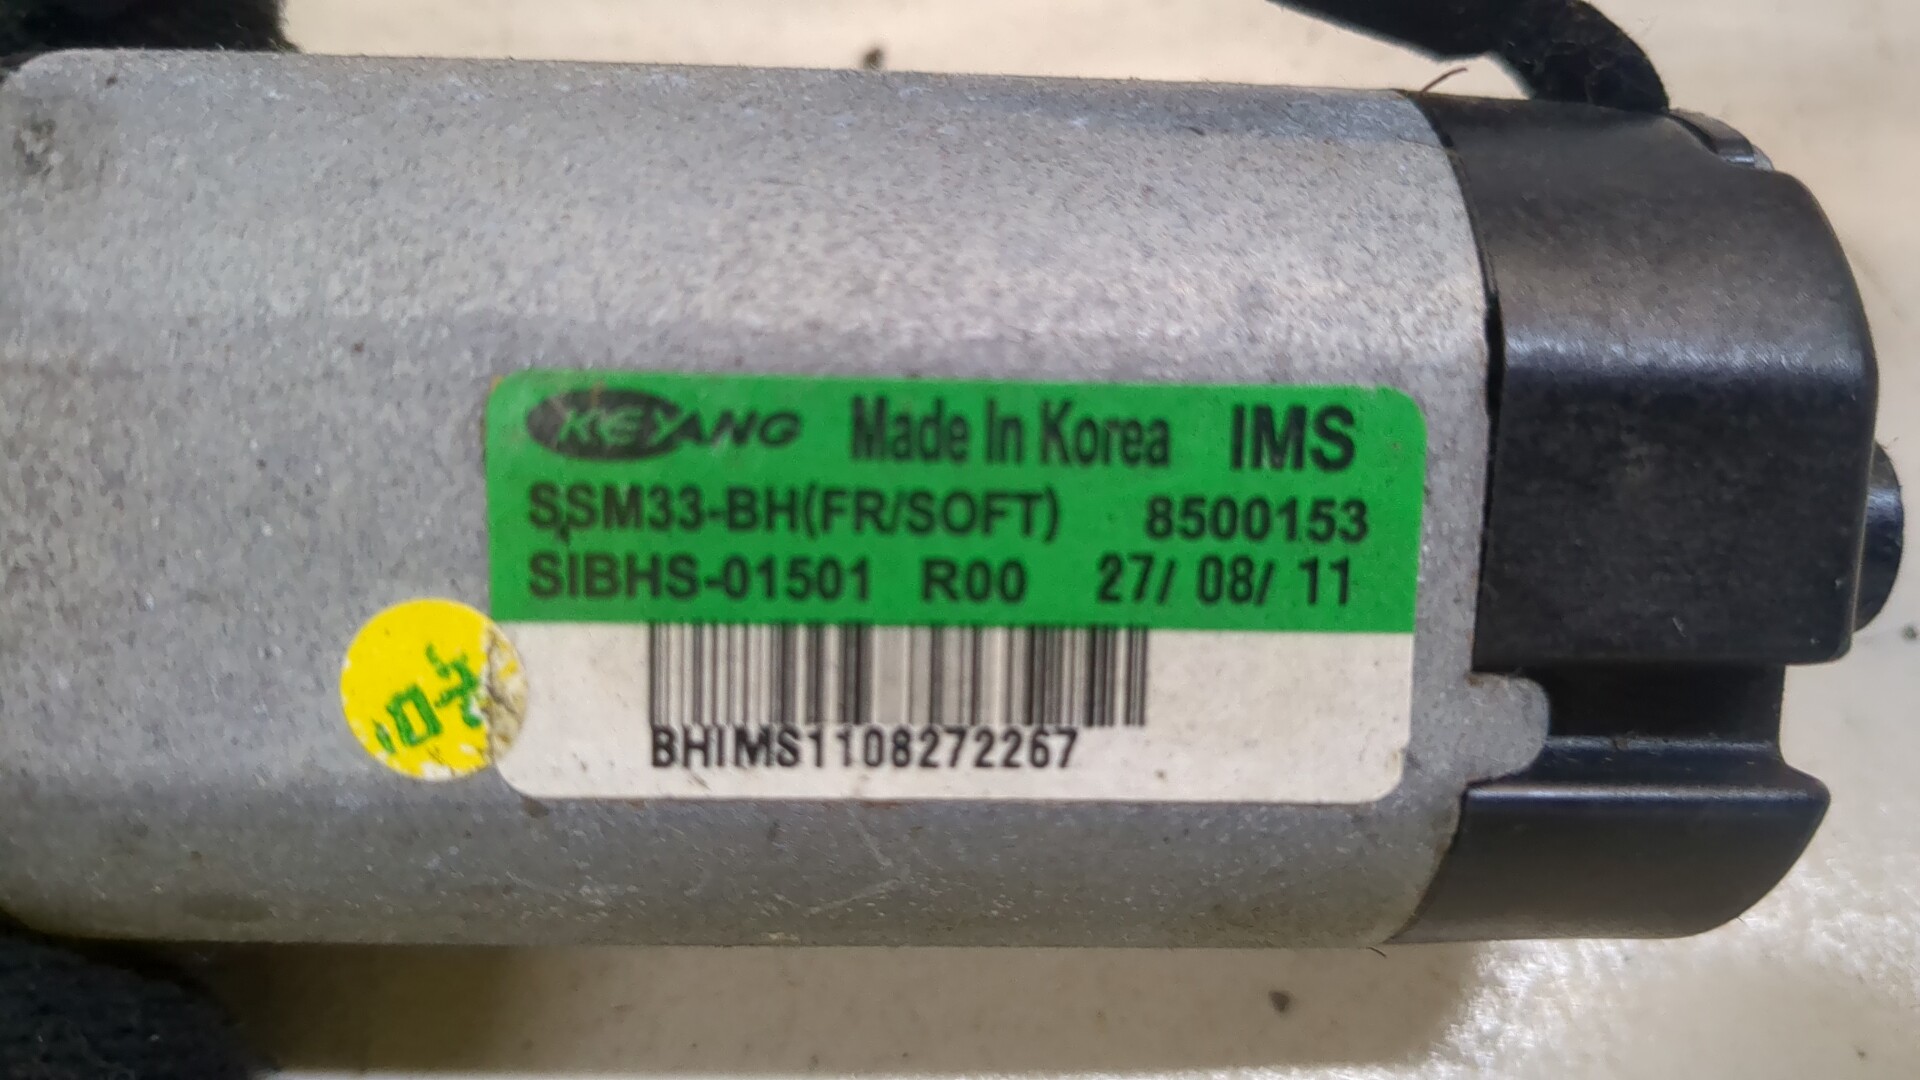 KEYANG Made In Korea IMS
SSM33-BH(FR/SOFT) 8500153
SIBHS-01501 R00 27/ 08/ 11
BHIMS1108272267